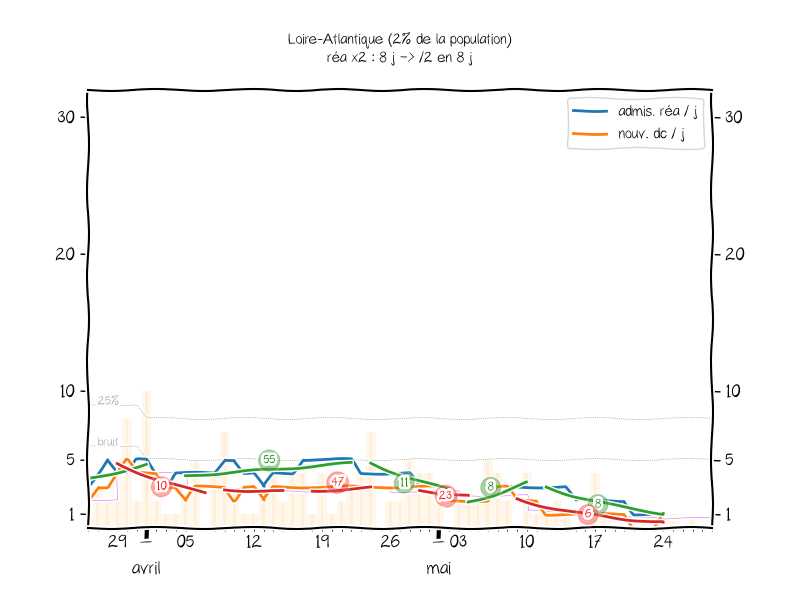 Loire-Atlantique (2% de la population)
réa x2 : 8 j -> /2 en 8 j
admis. réa / j
nouv. dc / j
30 30
20 20
10 10
25%
bruit
5 5
55
10
47
11
23
8
8
6
1 1
29 05 12 19 26 03 10 17 24
avril mai